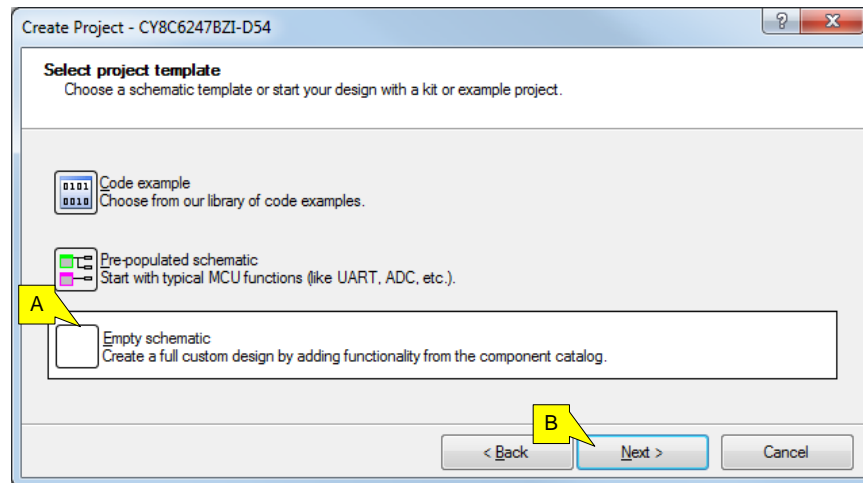 Create Project - CY8C6247BZI-D54
?
X
Select project template
Choose a schematic template or start your design with a kit or example project.
0101
0010
Code example
Choose from our library of code examples.
Pre-populated schematic
Start with typical MCU functions (like UART, ADC, etc.).
A
Empty schematic
Create a full custom design by adding functionality from the component catalog.
B
< Back
Next >
Cancel